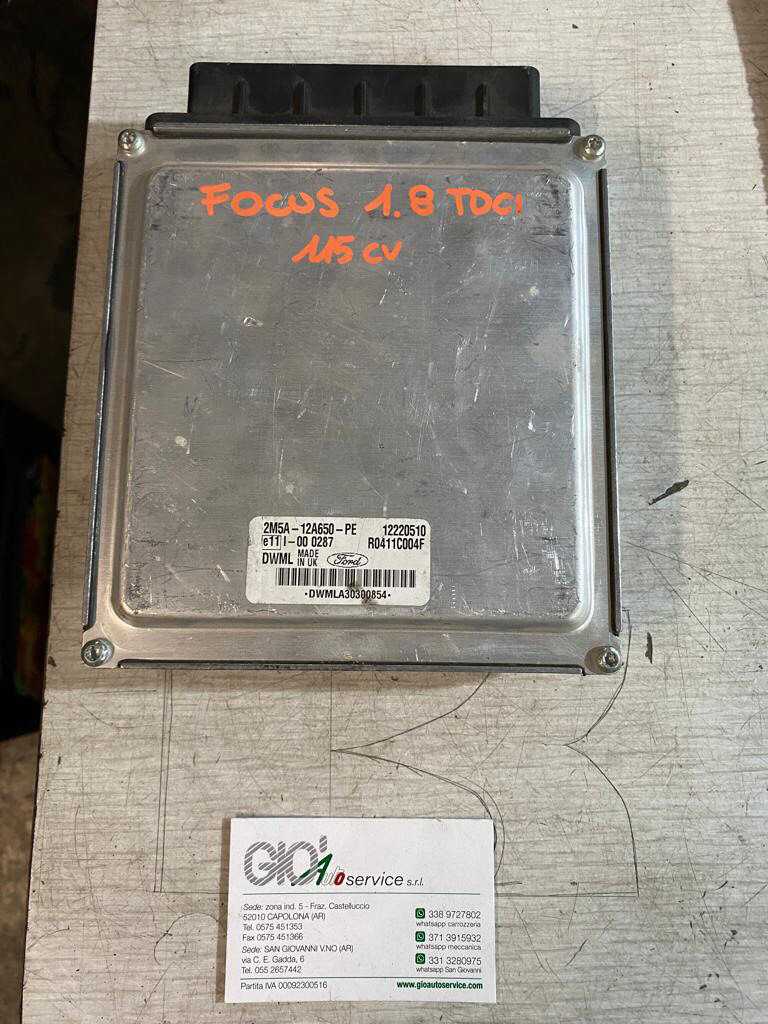 FOCUS 1.8 TDCI
115 CV
2M5A-12A650-PE 12220510
e11 I-00 0287 R0411C004F
DWML MADE IN UK Ford
·DWMLA30300854·
GIO' Autoservice s.r.l.
Sede: zona ind. 5 - Fraz. Castelluccio
52010 CAPOLONA (AR)
Tel. 0575 451353
Fax 0575 451366
Sede: SAN GIOVANNI V.NO (AR)
via C. E. Gadda, 6
Tel. 055 2657442
Partita IVA 00092300516
338 9727802
whatsapp carrozzeria
371 3915932
whatsapp meccanica
331 3280975
whatsapp San Giovanni
www.gioautoservice.com